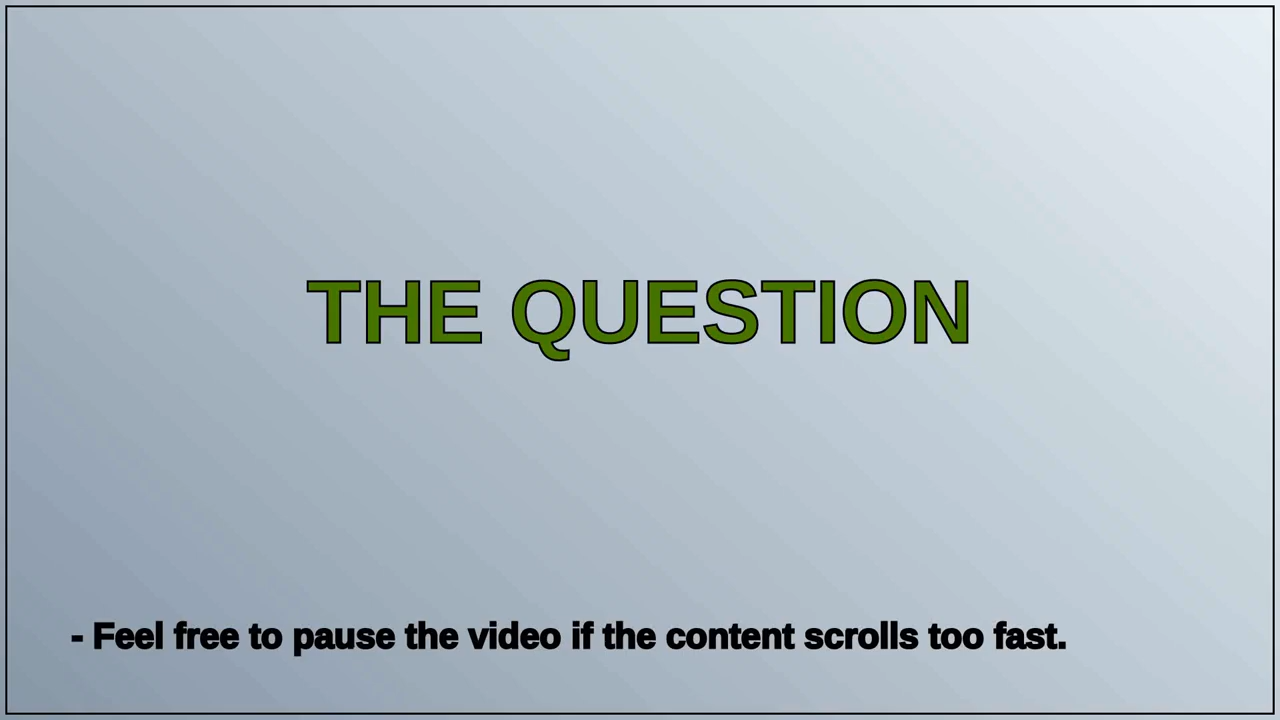 THE QUESTION
- Feel free to pause the video if the content scrolls too fast.